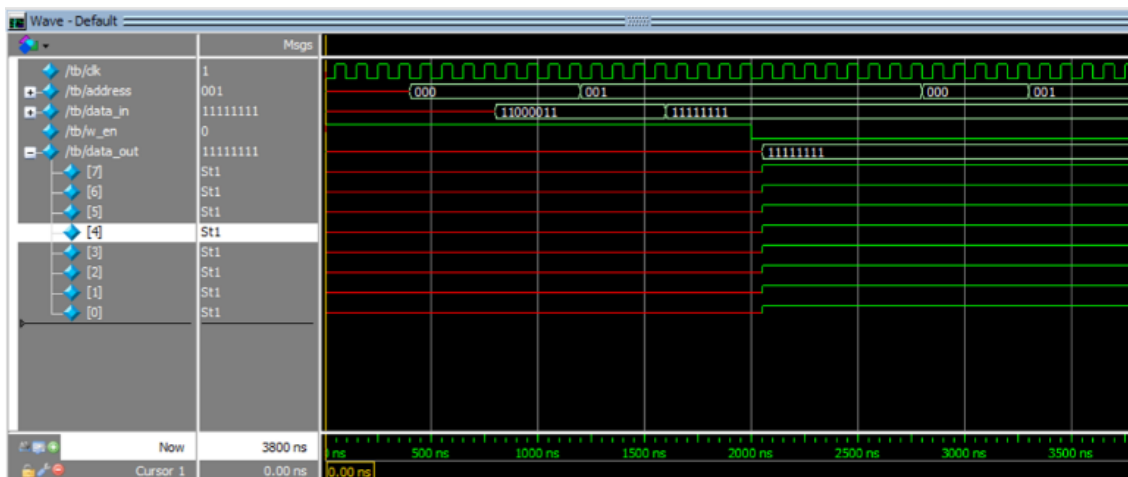 Wave - Default
Msgs
/tb/clk 1
/tb/address 001 000 001 000 001
/tb/data_in 11111111 11000011 11111111
/tb/w_en 0
/tb/data_out 11111111 11111111
[7] St1
[6] St1
[5] St1
[4] St1
[3] St1
[2] St1
[1] St1
[0] St1
Now 3800 ns ns 500 ns 1000 ns 1500 ns 2000 ns 2500 ns 3000 ns 3500 ns
Cursor 1 0.00 ns 0.00 ns